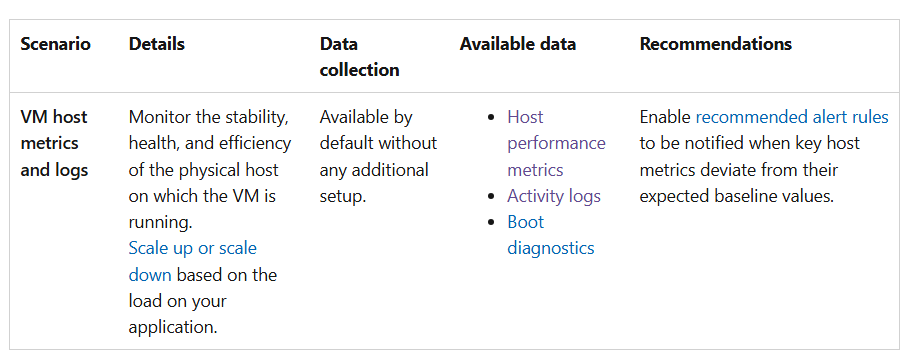 Scenario
Details
Data
collection
Available data
Recommendations
VM host
metrics
and logs
Monitor the stability,
health, and efficiency
of the physical host
on which the VM is
running.
Scale up or scale
down based on the
load on your
application.
Available by
default without
any additional
setup.
• Host
performance
metrics
• Activity logs
• Boot
diagnostics
Enable recommended alert rules
to be notified when key host
metrics deviate from their
expected baseline values.